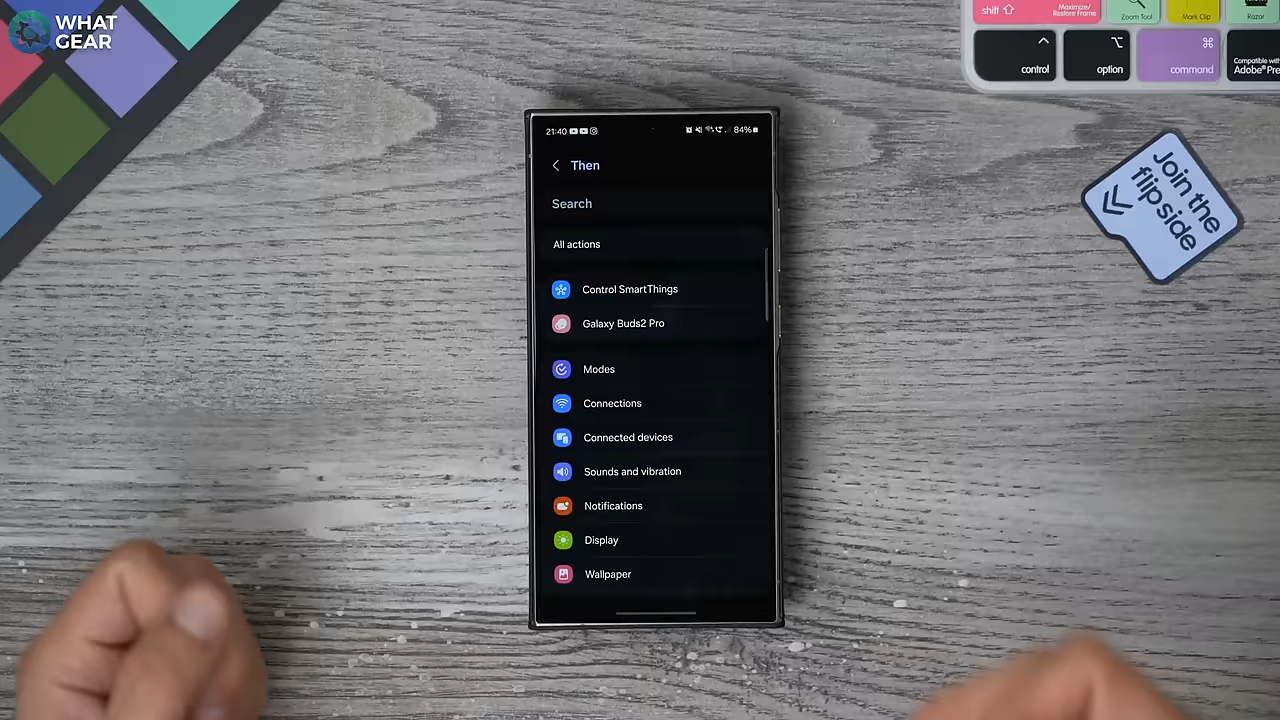 WHAT
GEAR
shift
Maximize/
Restore Frame
Zoom Tool
Mark Clip
Razor
control
option
command
Compatible with
Adobe® Pre
Join the
flipside
21:40
84%
Then
Search
All actions
Control SmartThings
Galaxy Buds2 Pro
Modes
Connections
Connected devices
Sounds and vibration
Notifications
Display
Wallpaper